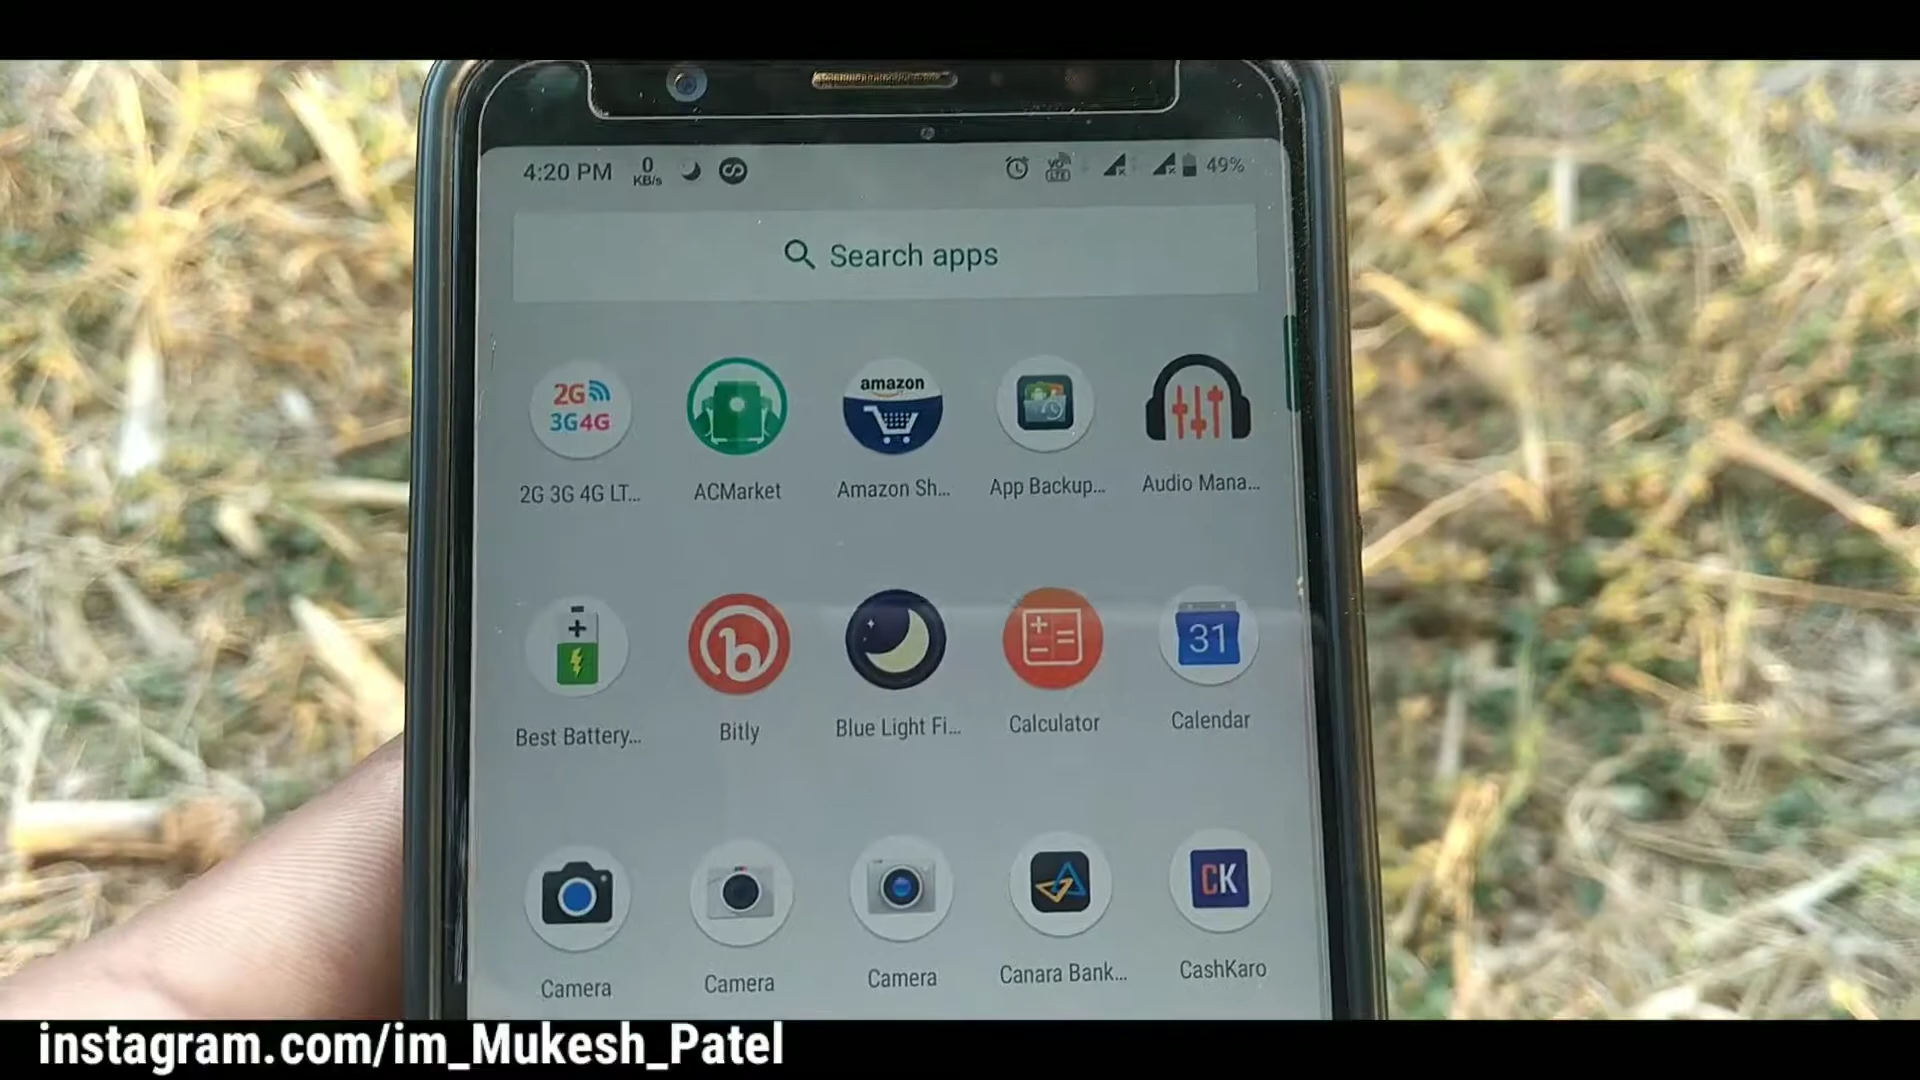 4:20 PM 0 KB/s VO LTE 49%
Search apps
2G 3G4G amazon
2G 3G 4G LT... ACMarket Amazon Sh... App Backup... Audio Mana...
31
Best Battery... Bitly Blue Light Fi... Calculator Calendar
CK
Camera Camera Camera Canara Bank... CashKaro
instagram.com/im_Mukesh_Patel